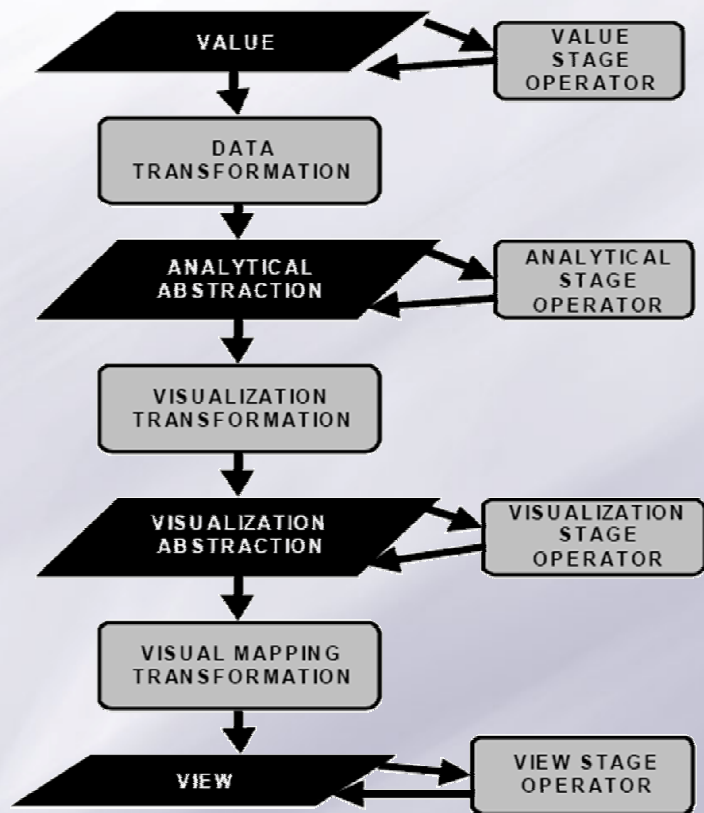 VALUE
VALUE
STAGE
OPERATOR
DATA
TRANSFORMATION
ANALYTICAL
ABSTRACTION
ANALYTICAL
STAGE
OPERATOR
VISUALIZATION
TRANSFORMATION
VISUALIZATION
ABSTRACTION
VISUALIZATION
STAGE
OPERATOR
VISUAL MAPPING
TRANSFORMATION
VIEW
VIEW STAGE
OPERATOR